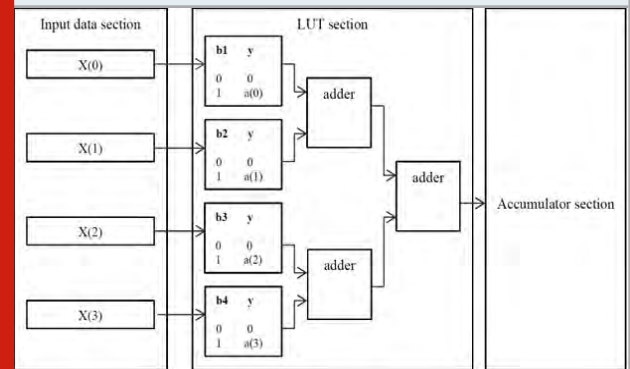 Input data section
LUT section
X(0)
X(1)
X(2)
X(3)
b1 y
0 0
1 a(0)
b2 y
0 0
1 a(1)
b3 y
0 0
1 a(2)
b4 y
0 0
1 a(3)
adder
adder
adder
Accumulator section